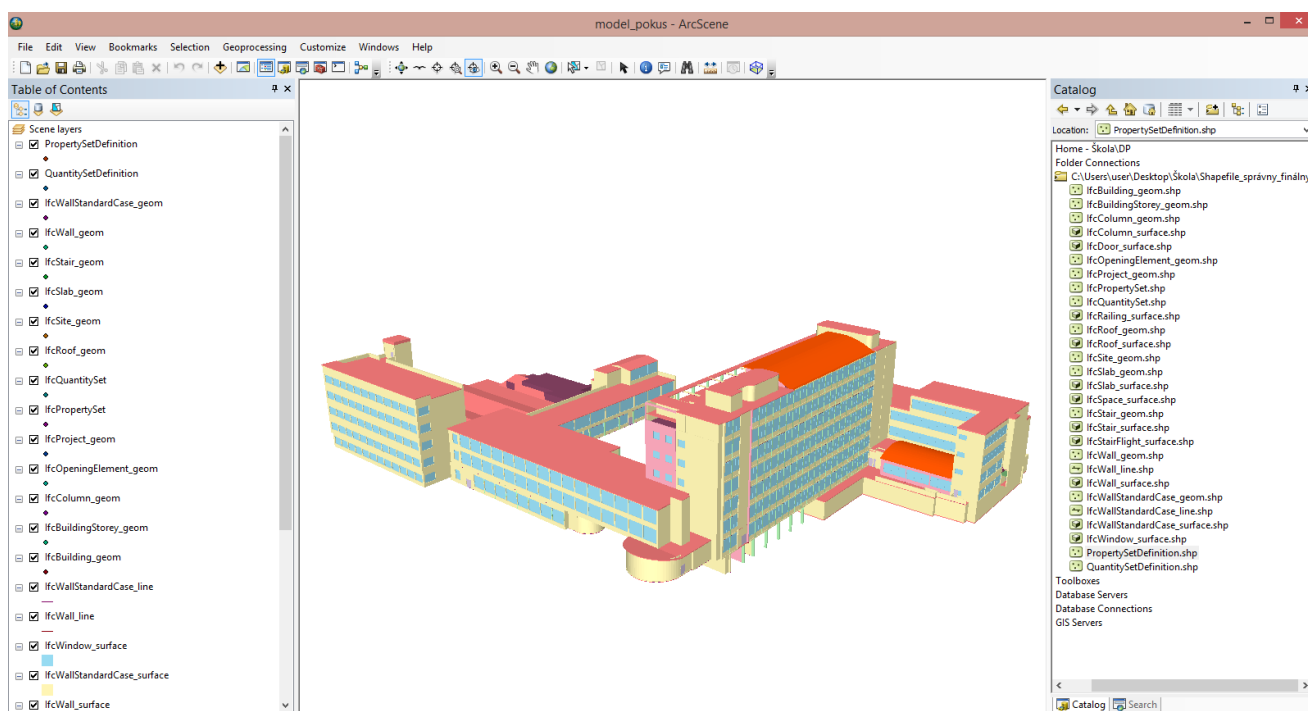 model_pokus - ArcScene
File Edit View Bookmarks Selection Geoprocessing Customize Windows Help
Table of Contents
Scene layers
PropertySetDefinition
QuantitySetDefinition
IfcWallStandardCase_geom
IfcWall_geom
IfcStair_geom
IfcSlab_geom
IfcSite_geom
IfcRoof_geom
IfcQuantitySet
IfcPropertySet
IfcProject_geom
IfcOpeningElement_geom
IfcColumn_geom
IfcBuildingStorey_geom
IfcBuilding_geom
IfcWallStandardCase_line
IfcWall_line
IfcWindow_surface
IfcWallStandardCase_surface
IfcWall_surface
Catalog
Location: PropertySetDefinition.shp
Home - Škola\DP
Folder Connections
C:\Users\user\Desktop\Škola\Shapefile_správny_finálny
IfcBuilding_geom.shp
IfcBuildingStorey_geom.shp
IfcColumn_geom.shp
IfcColumn_surface.shp
IfcDoor_surface.shp
IfcOpeningElement_geom.shp
IfcProject_geom.shp
IfcPropertySet.shp
IfcQuantitySet.shp
IfcRailing_surface.shp
IfcRoof_geom.shp
IfcRoof_surface.shp
IfcSite_geom.shp
IfcSlab_geom.shp
IfcSlab_surface.shp
IfcSpace_surface.shp
IfcStair_geom.shp
IfcStair_surface.shp
IfcStairFlight_surface.shp
IfcWall_geom.shp
IfcWall_line.shp
IfcWall_surface.shp
IfcWallStandardCase_geom.shp
IfcWallStandardCase_line.shp
IfcWallStandardCase_surface.shp
IfcWindow_surface.shp
PropertySetDefinition.shp
QuantitySetDefinition.shp
Toolboxes
Database Servers
Database Connections
GIS Servers
Catalog Search